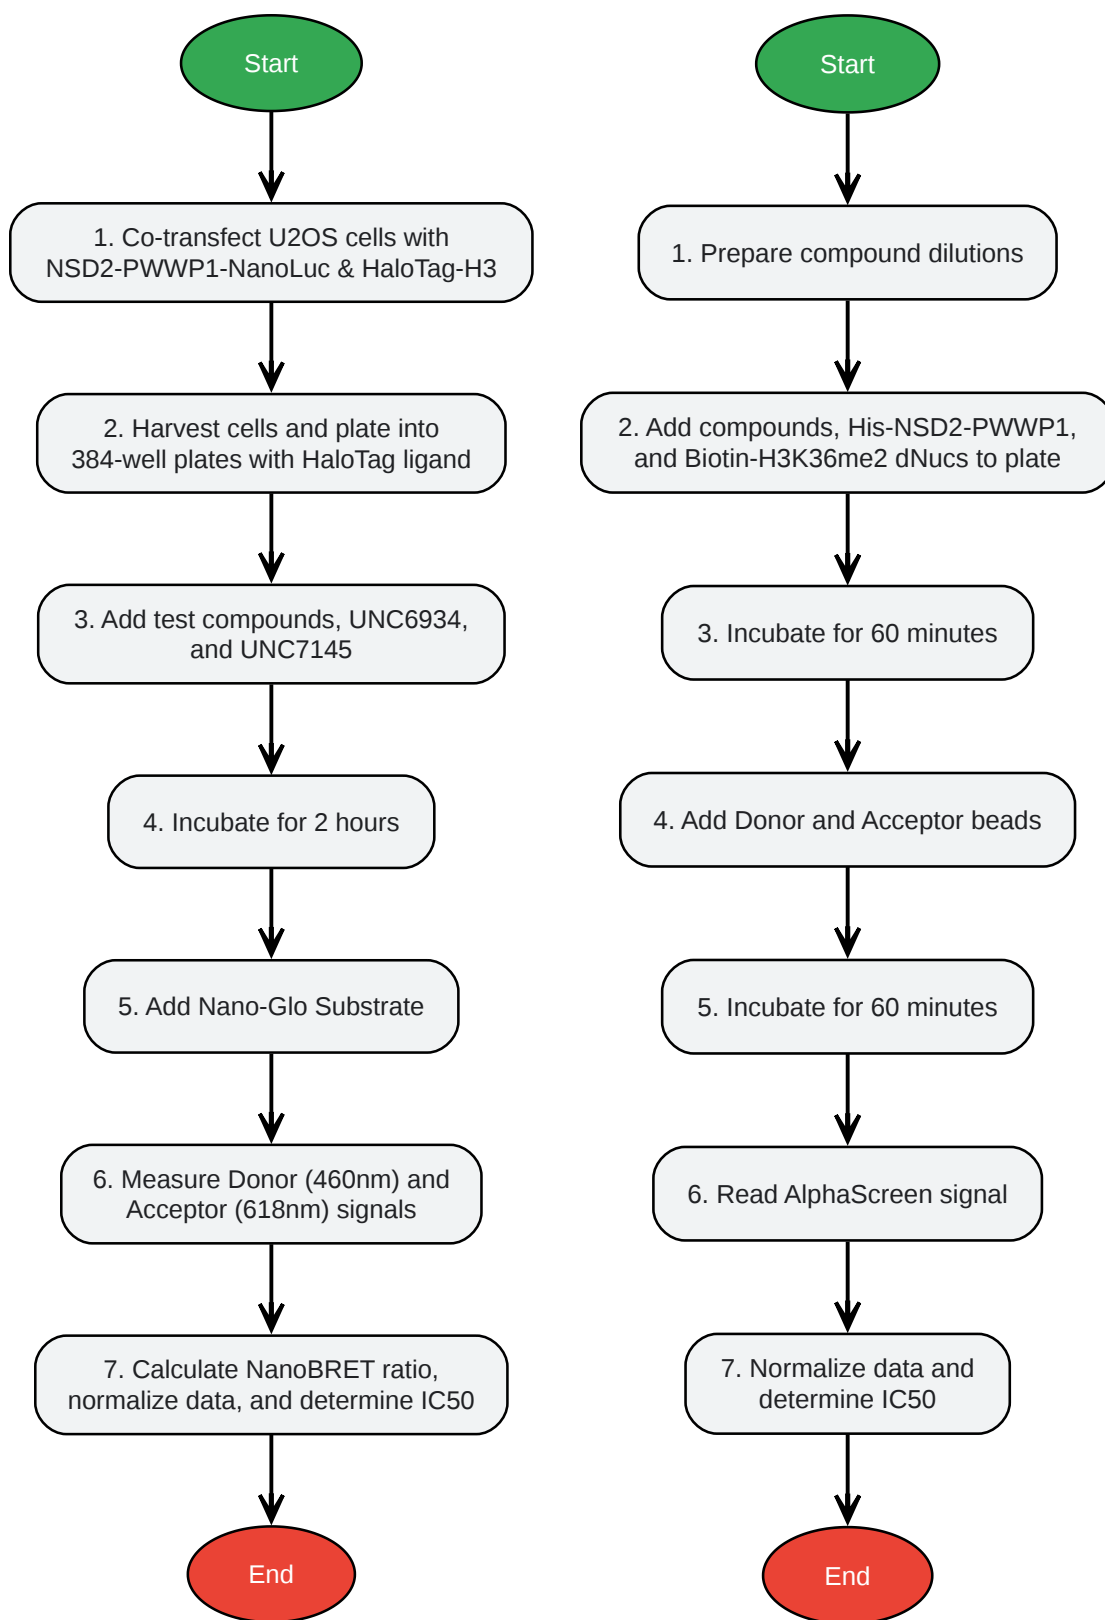 Start
1. Co-transfect U2OS cells with
NSD2-PWWP1-NanoLuc & HaloTag-H3
2. Harvest cells and plate into
384-well plates with HaloTag ligand
3. Add test compounds, UNC6934,
and UNC7145
4. Incubate for 2 hours
5. Add Nano-Glo Substrate
6. Measure Donor (460nm) and
Acceptor (618nm) signals
7. Calculate NanoBRET ratio,
normalize data, and determine IC50
End
Start
1. Prepare compound dilutions
2. Add compounds, His-NSD2-PWWP1,
and Biotin-H3K36me2 dNucs to plate
3. Incubate for 60 minutes
4. Add Donor and Acceptor beads
5. Incubate for 60 minutes
6. Read AlphaScreen signal
7. Normalize data and
determine IC50
End